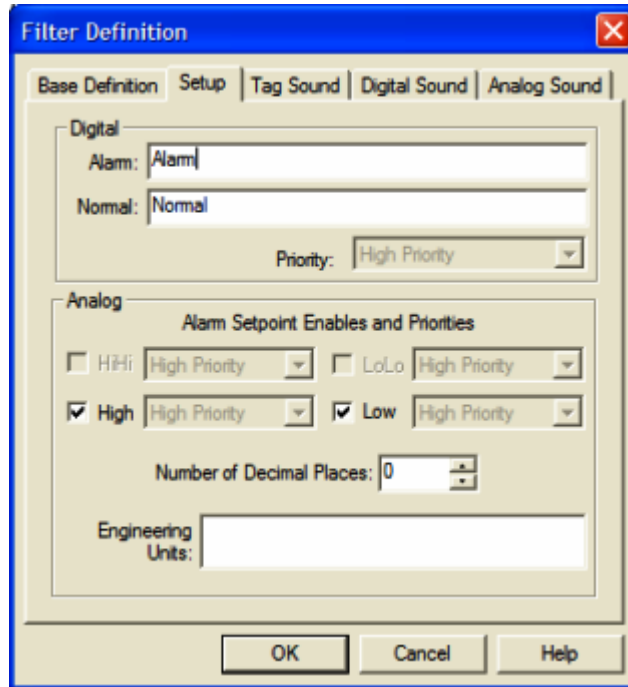 Filter Definition
Base Definition Setup Tag Sound Digital Sound Analog Sound
Digital
Alarm: Alarm
Normal: Normal
Priority: High Priority
Analog
Alarm Setpoint Enables and Priorities
HiHi High Priority LoLo High Priority
High High Priority Low High Priority
Number of Decimal Places: 0
Engineering
Units:
OK Cancel Help